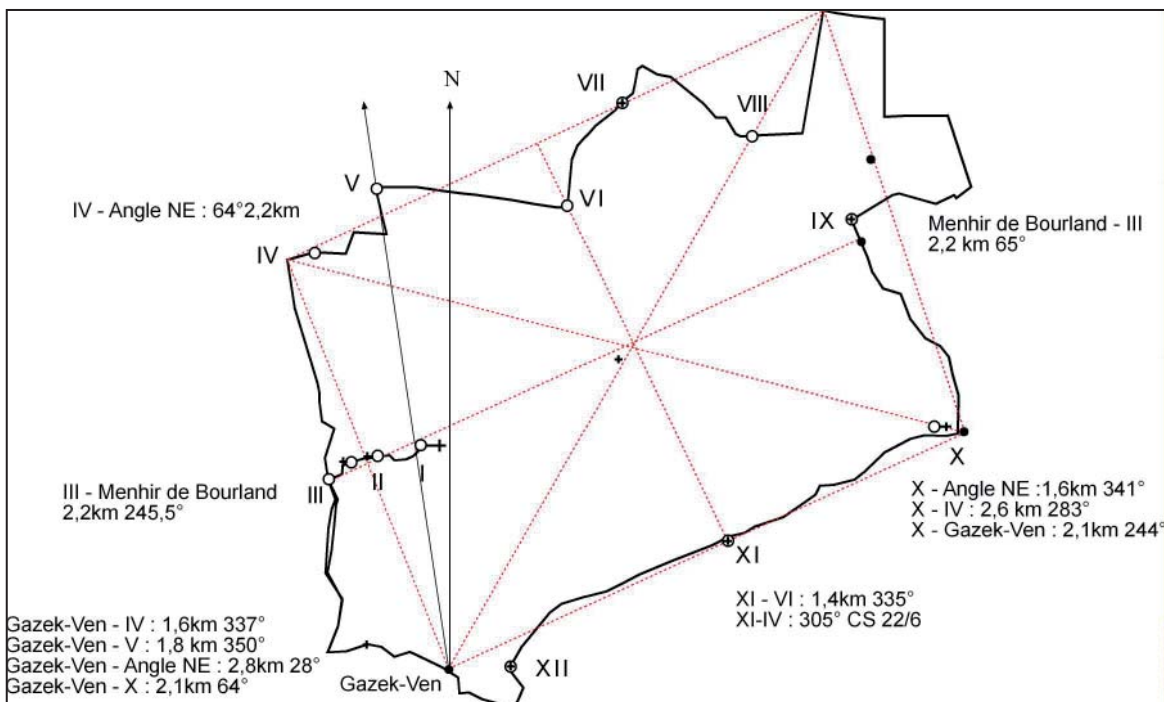 N
VII
VIII
V
VI
IV - Angle NE : 64°2,2km
IX
Menhir de Bourland - III
2,2 km 65°
IV
I
II
III
III - Menhir de Bourland
2,2km 245,5°
X
X - Angle NE :1,6km 341°
X - IV : 2,6 km 283°
X - Gazek-Ven : 2,1km 244°
XI
XI - VI : 1,4km 335°
XI-IV : 305° CS 22/6
Gazek-Ven - IV : 1,6km 337°
Gazek-Ven - V : 1,8 km 350°
Gazek-Ven - Angle NE : 2,8km 28°
Gazek-Ven - X : 2,1km 64°
Gazek-Ven
XII